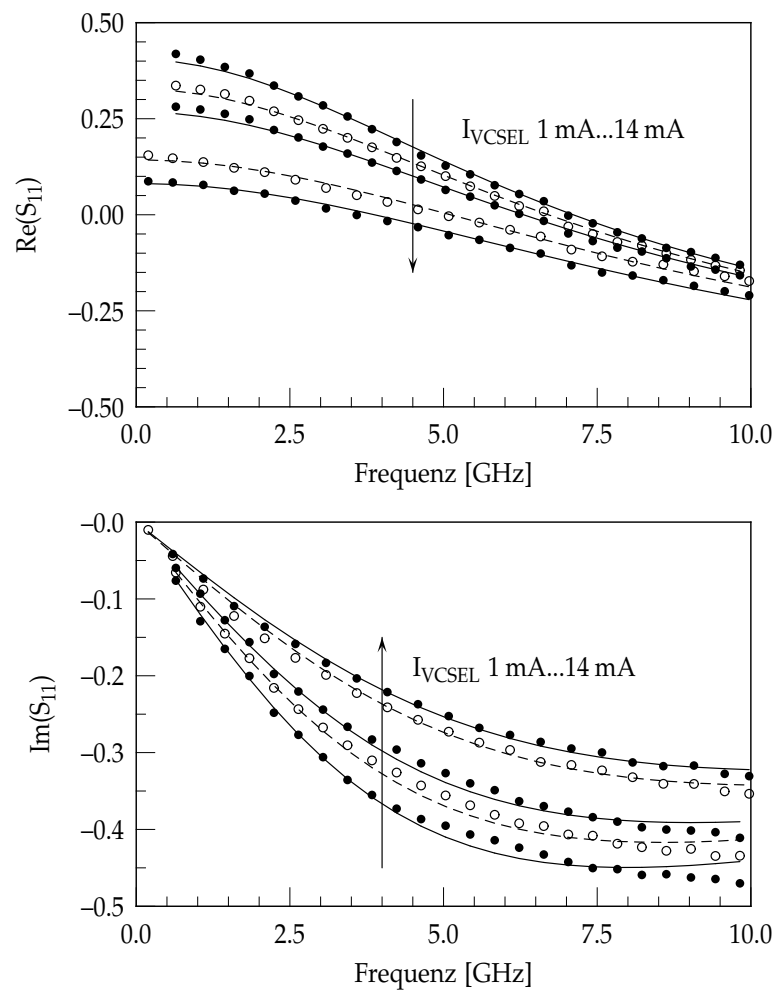 0.50
0.25
0.00
−0.25
−0.50
Re(S11)
I_VCSEL 1 mA...14 mA
0.0 2.5 5.0 7.5 10.0
Frequenz [GHz]
−0.0
−0.1
−0.2
−0.3
−0.4
−0.5
Im(S11)
I_VCSEL 1 mA...14 mA
0.0 2.5 5.0 7.5 10.0
Frequenz [GHz]